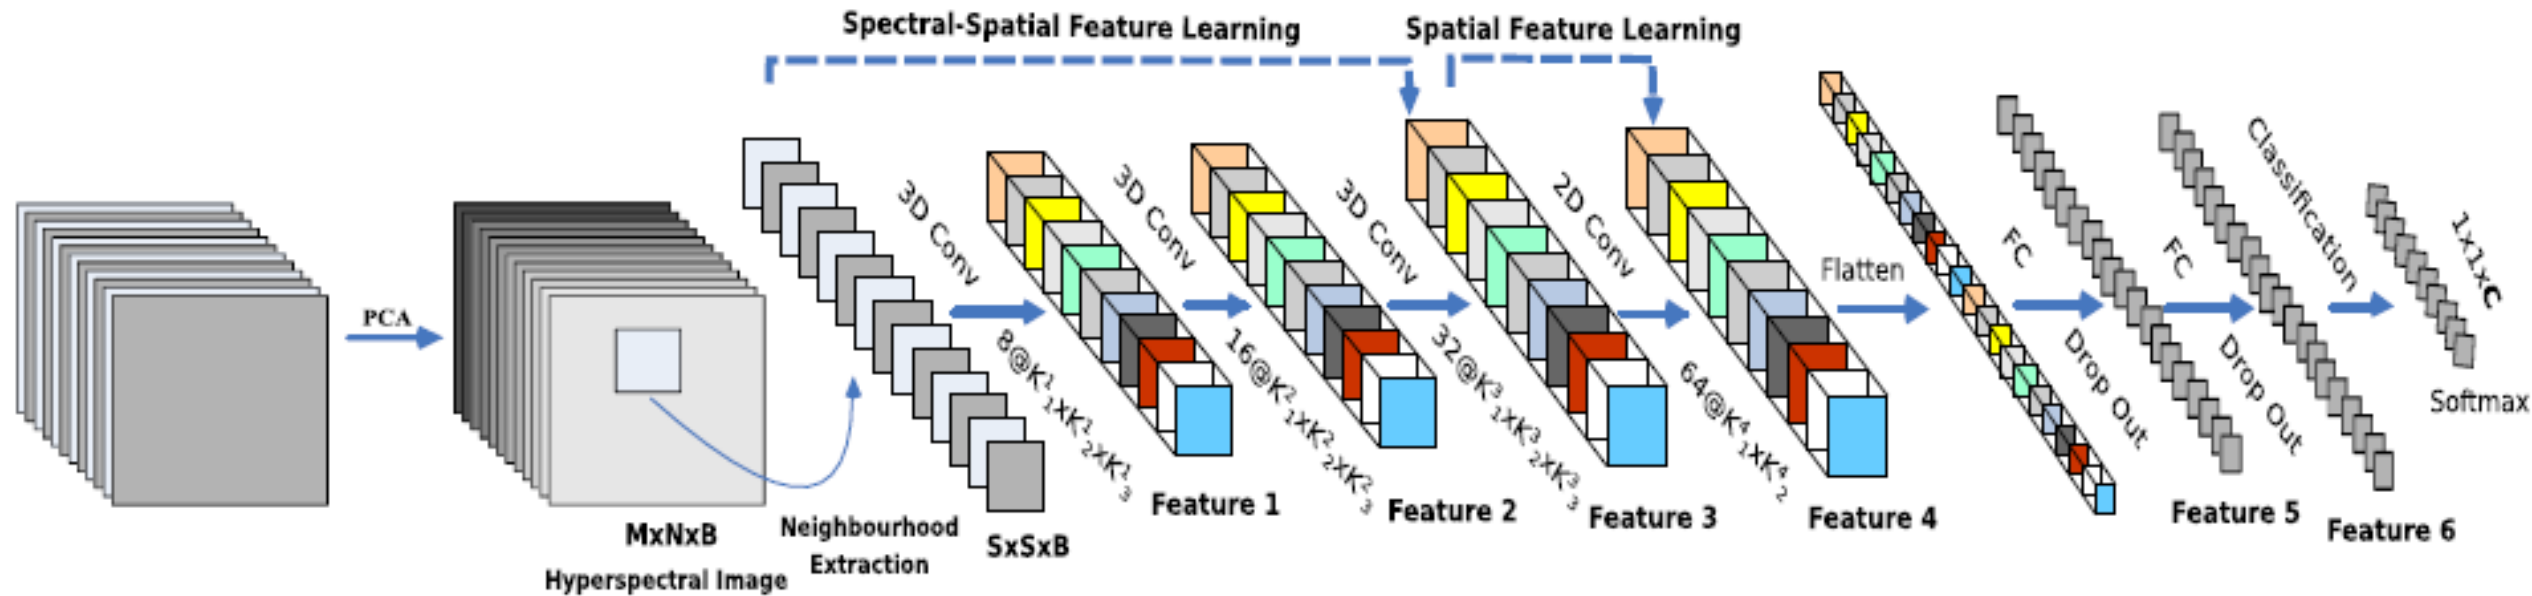 Spectral-Spatial Feature Learning
Spatial Feature Learning
PCA
MxNxB
Hyperspectral Image
Neighbourhood
Extraction
SxSxB
3D Conv
8@K¹₁xK¹₂xK¹₃
Feature 1
3D Conv
16@K²₁xK²₂xK²₃
Feature 2
3D Conv
32@K³₁xK³₂xK³₃
Feature 3
2D Conv
64@K⁴₁xK⁴₂
Feature 4
Flatten
FC
Drop Out
Feature 5
FC
Drop Out
Feature 6
Classification
1x1xC
Softmax